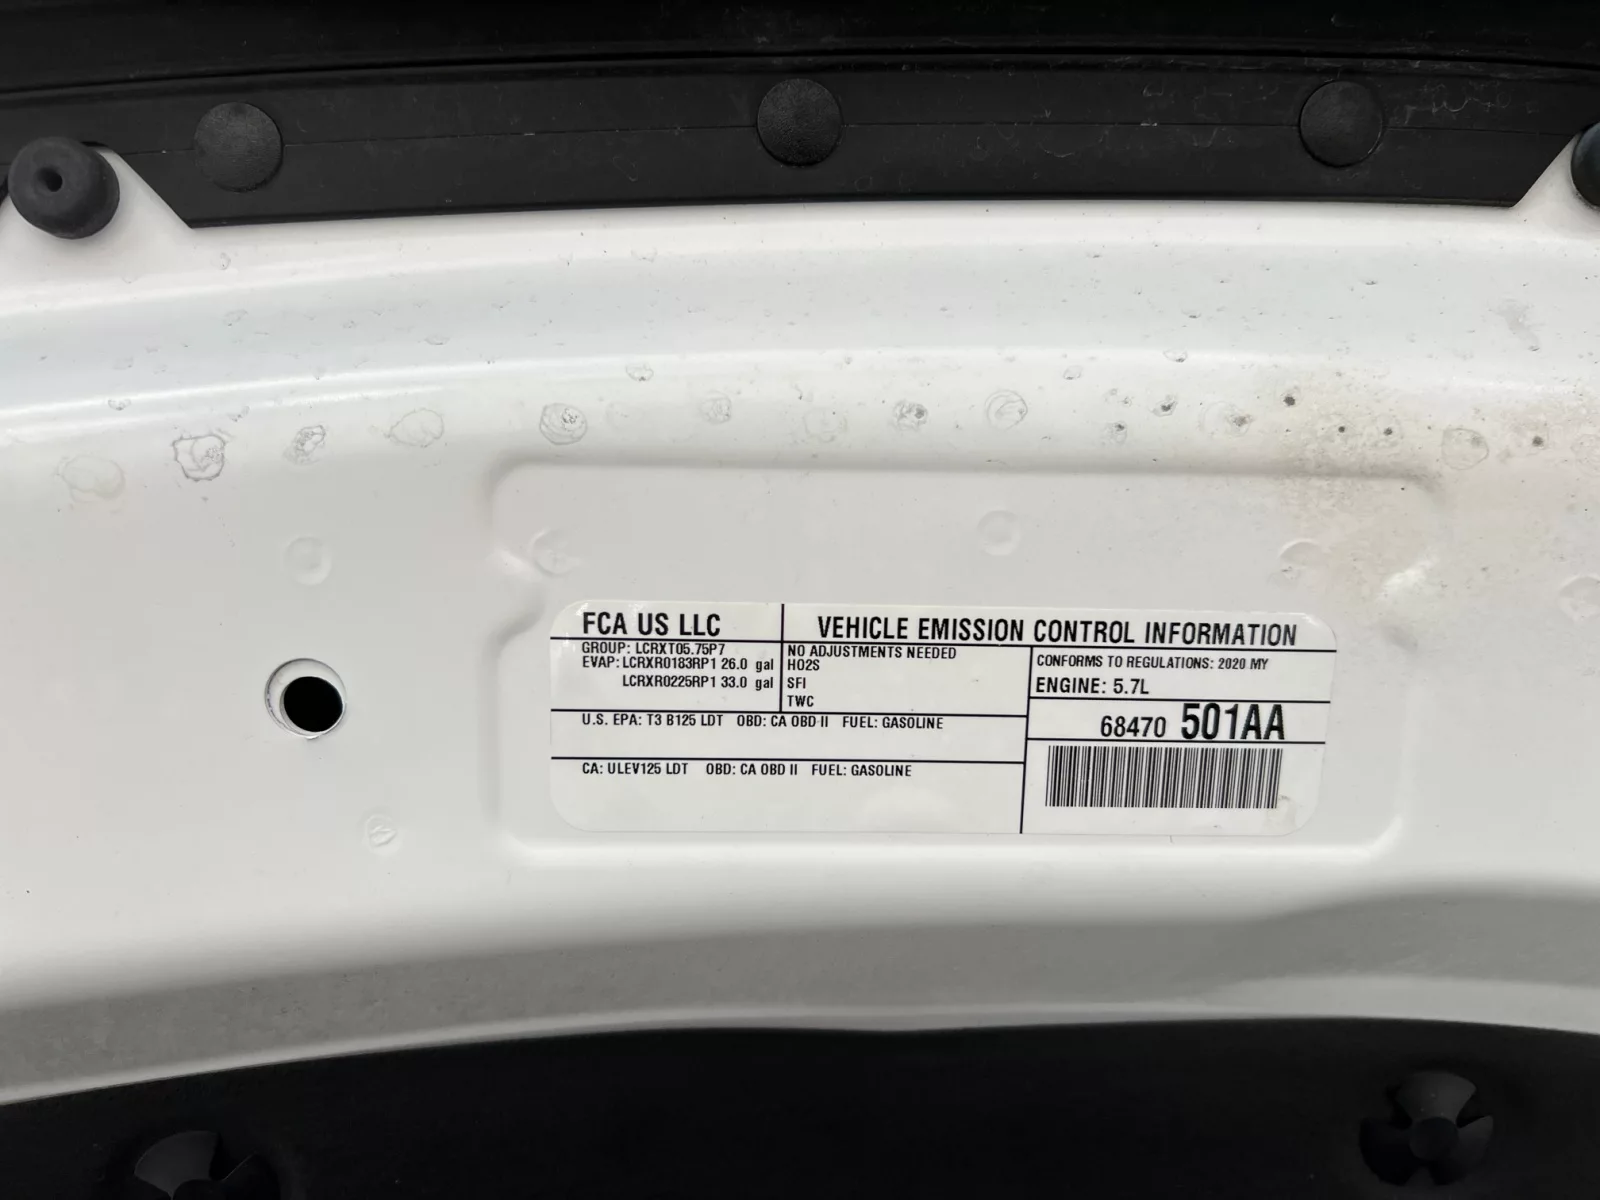 FCA US LLC
GROUP: LCRXT05.75P7
EVAP: LCRXR0183RP1 26.0 gal
LCRXR0225RP1 33.0 gal
VEHICLE EMISSION CONTROL INFORMATION
NO ADJUSTMENTS NEEDED
HO2S
SFI
TWC
CONFORMS TO REGULATIONS: 2020 MY
ENGINE: 5.7L
68470 501AA
U.S. EPA: T3 B125 LDT OBD: CA OBD II FUEL: GASOLINE
CA: ULEV125 LDT OBD: CA OBD II FUEL: GASOLINE